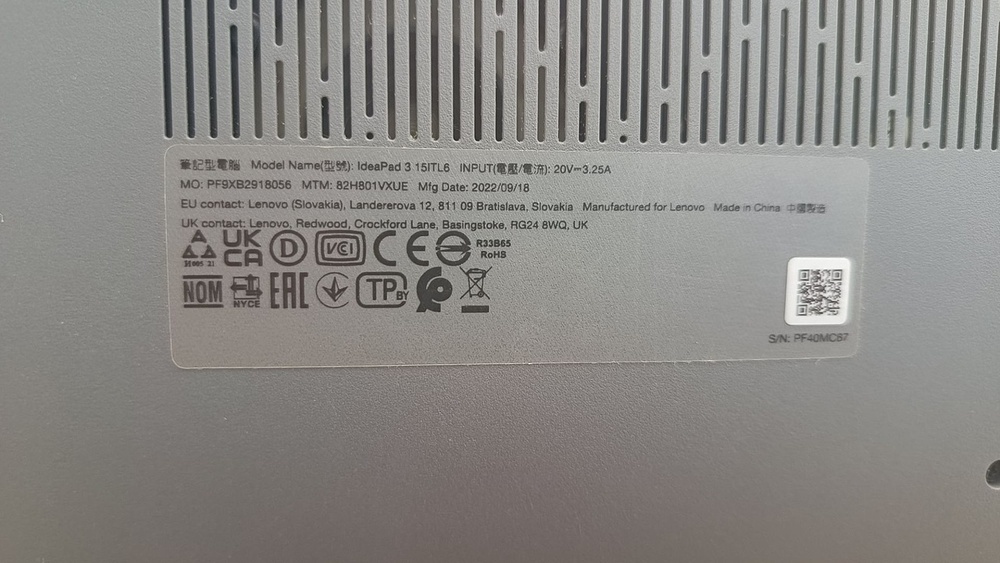 筆記型電腦 Model Name(型號): IdeaPad 3 15ITL6 INPUT(電壓/電流): 20V⎓3.25A
MO: PF9XB2918056 MTM: 82H801VXUE Mfg Date: 2022/09/18
EU contact: Lenovo (Slovakia), Landererova 12, 811 09 Bratislava, Slovakia Manufactured for Lenovo Made in China 中國製造
UK contact: Lenovo, Redwood, Crockford Lane, Basingstoke, RG24 8WQ, UK
UK CA D VCI CE R33B65 RoHS
NOM NYCE EAC TP BY
S/N: PF40MC87